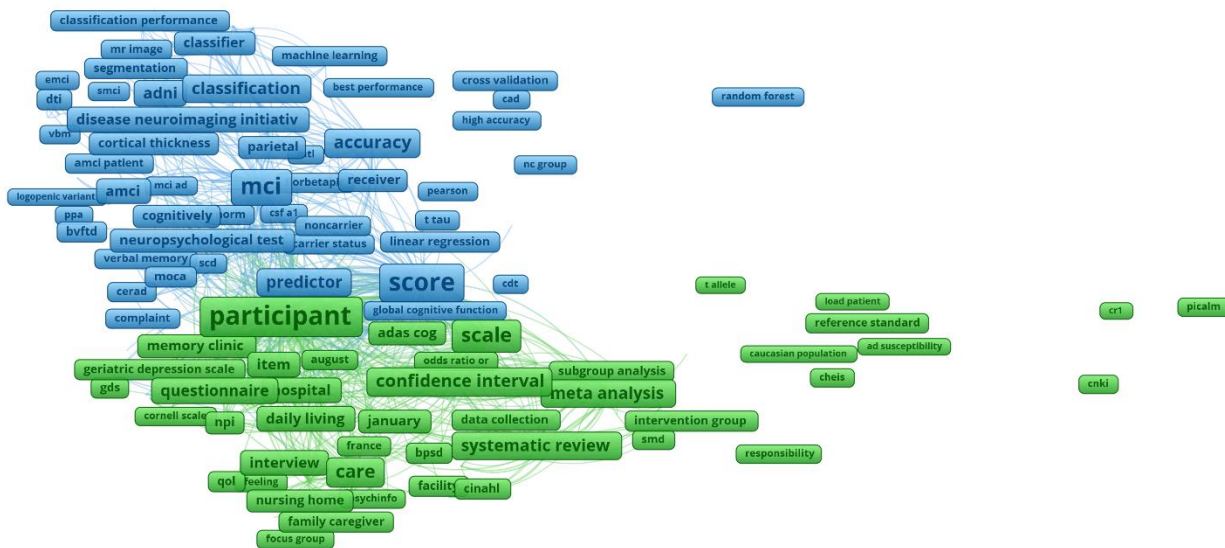 classification performance
mr image
classifier
machine learning
segmentation
emci
smci
adni
classification
best performance
cross validation
cad
random forest
dti
disease neuroimaging initiativ
high accuracy
vbm
cortical thickness
parietal
accuracy
amci patient
nc group
amci
mci ad
mci
receiver
pearson
logopenic variant
ppa
cognitively
norm
csf a1
noncarrier
t tau
bvftd
neuropsychological test
carrier status
linear regression
verbal memory
scd
moca
predictor
score
cdt
cerad
complaint
participant
global cognitive function
t allele
load patient
cr1
picalm
memory clinic
adas cog
scale
reference standard
geriatric depression scale
item
august
odds ratio or
subgroup analysis
caucasian population
ad susceptibility
gds
questionnaire
hospital
confidence interval
meta analysis
cheis
cnki
cornell scale
npi
daily living
january
data collection
intervention group
france
bpsd
systematic review
smd
responsibility
interview
care
qol
feeling
facility
cinahl
nursing home
family caregiver
focus group